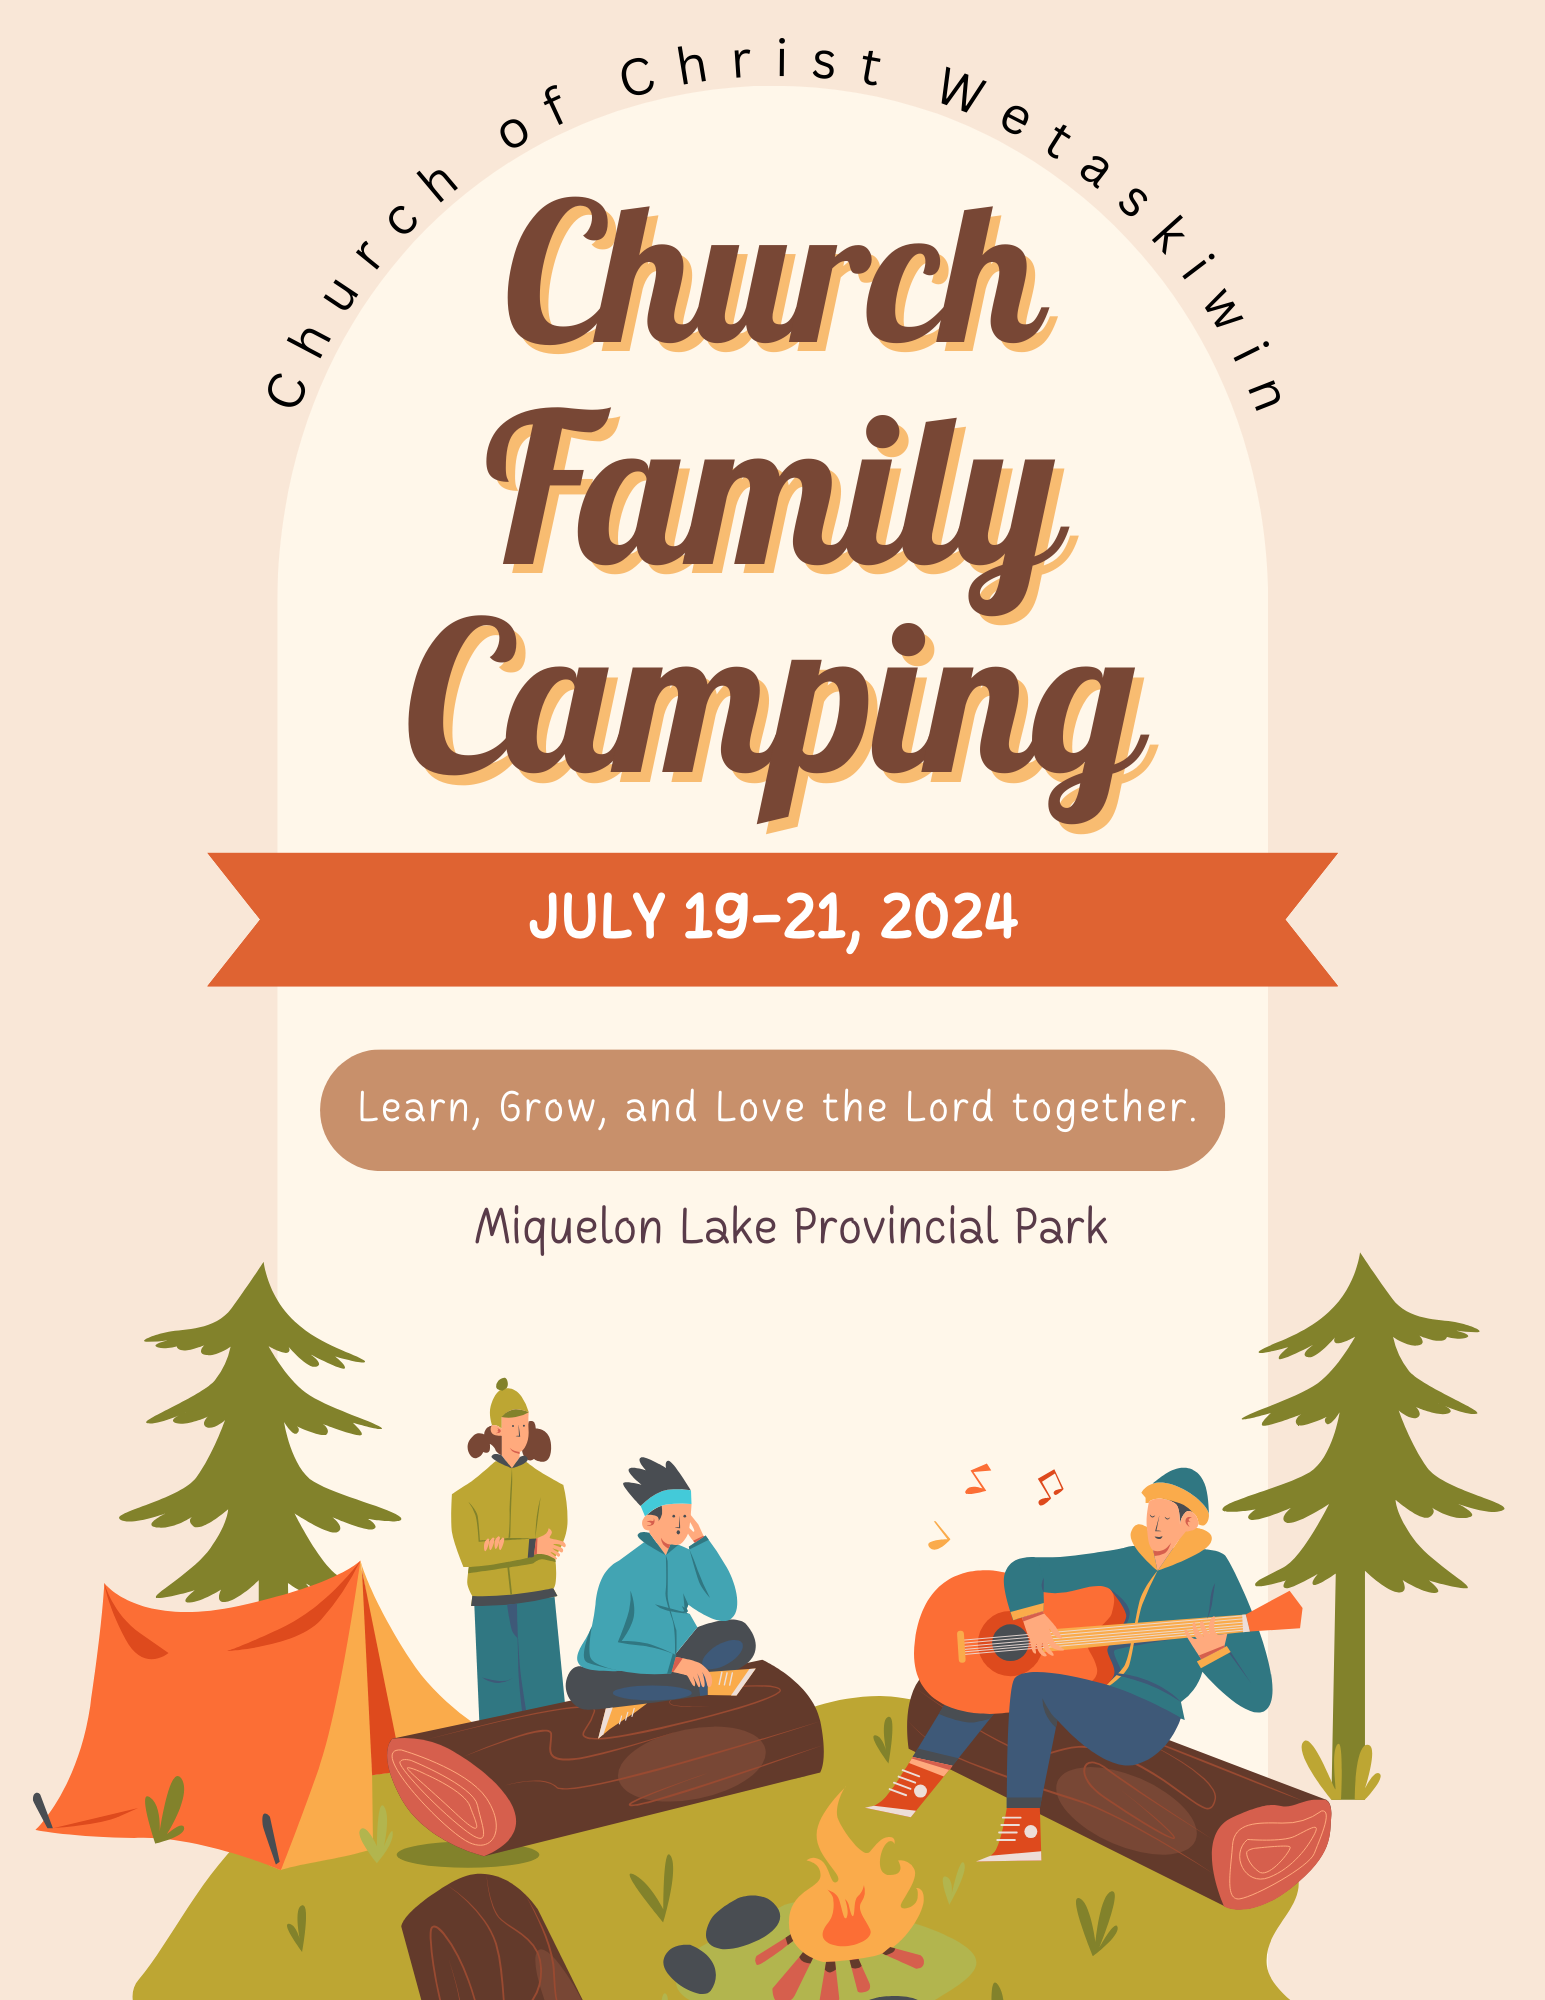 Church of Christ Wetaskiwin
Church
Family
Camping
JULY 19-21, 2024
Learn, Grow, and Love the Lord together.
Miquelon Lake Provincial Park